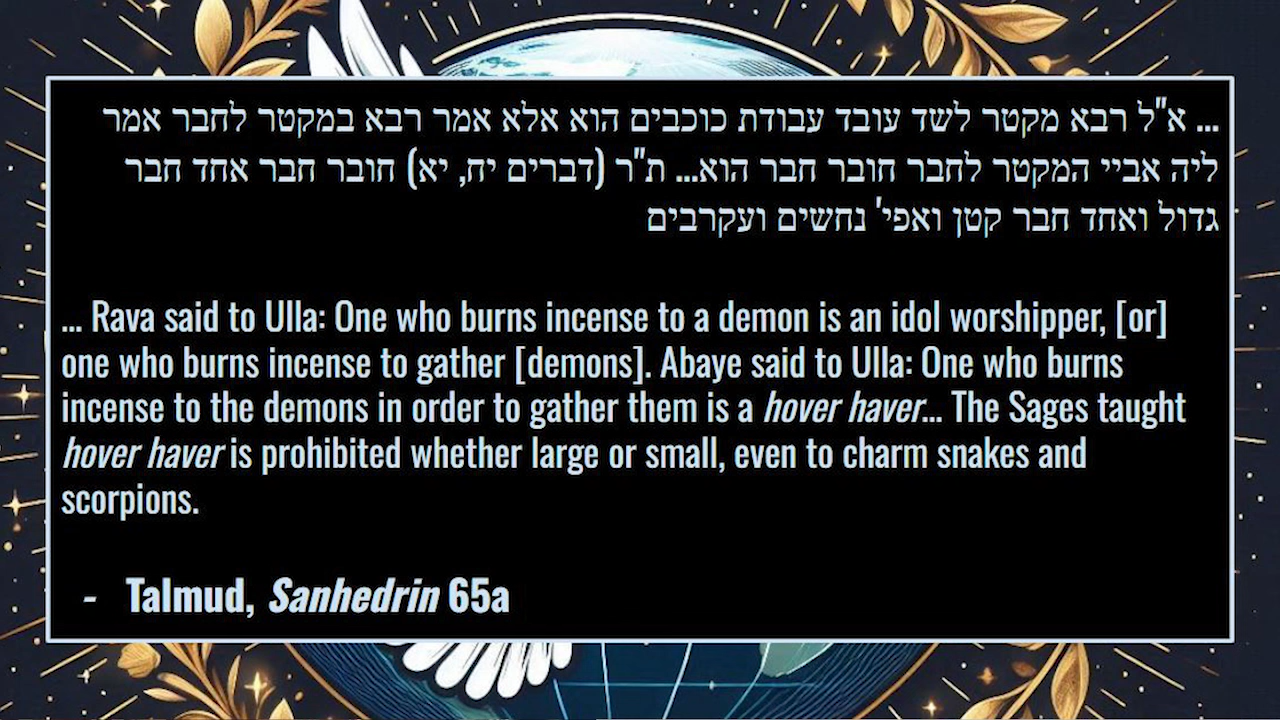 ... א"ל רבא מקטר לשד עובד עבודת כוכבים הוא אלא אמר רבא במקטר לחבר אמר
ליה אביי המקטר לחבר חובר חבר הוא... ת"ר (דברים יח, יא) חובר חבר אחד חבר
גדול ואחד חבר קטן ואפי' נחשים ועקרבים
... Rava said to Ulla: One who burns incense to a demon is an idol worshipper, [or]
one who burns incense to gather [demons]. Abaye said to Ulla: One who burns
incense to the demons in order to gather them is a hover haver... The Sages taught
hover haver is prohibited whether large or small, even to charm snakes and
scorpions.
- Talmud, Sanhedrin 65a